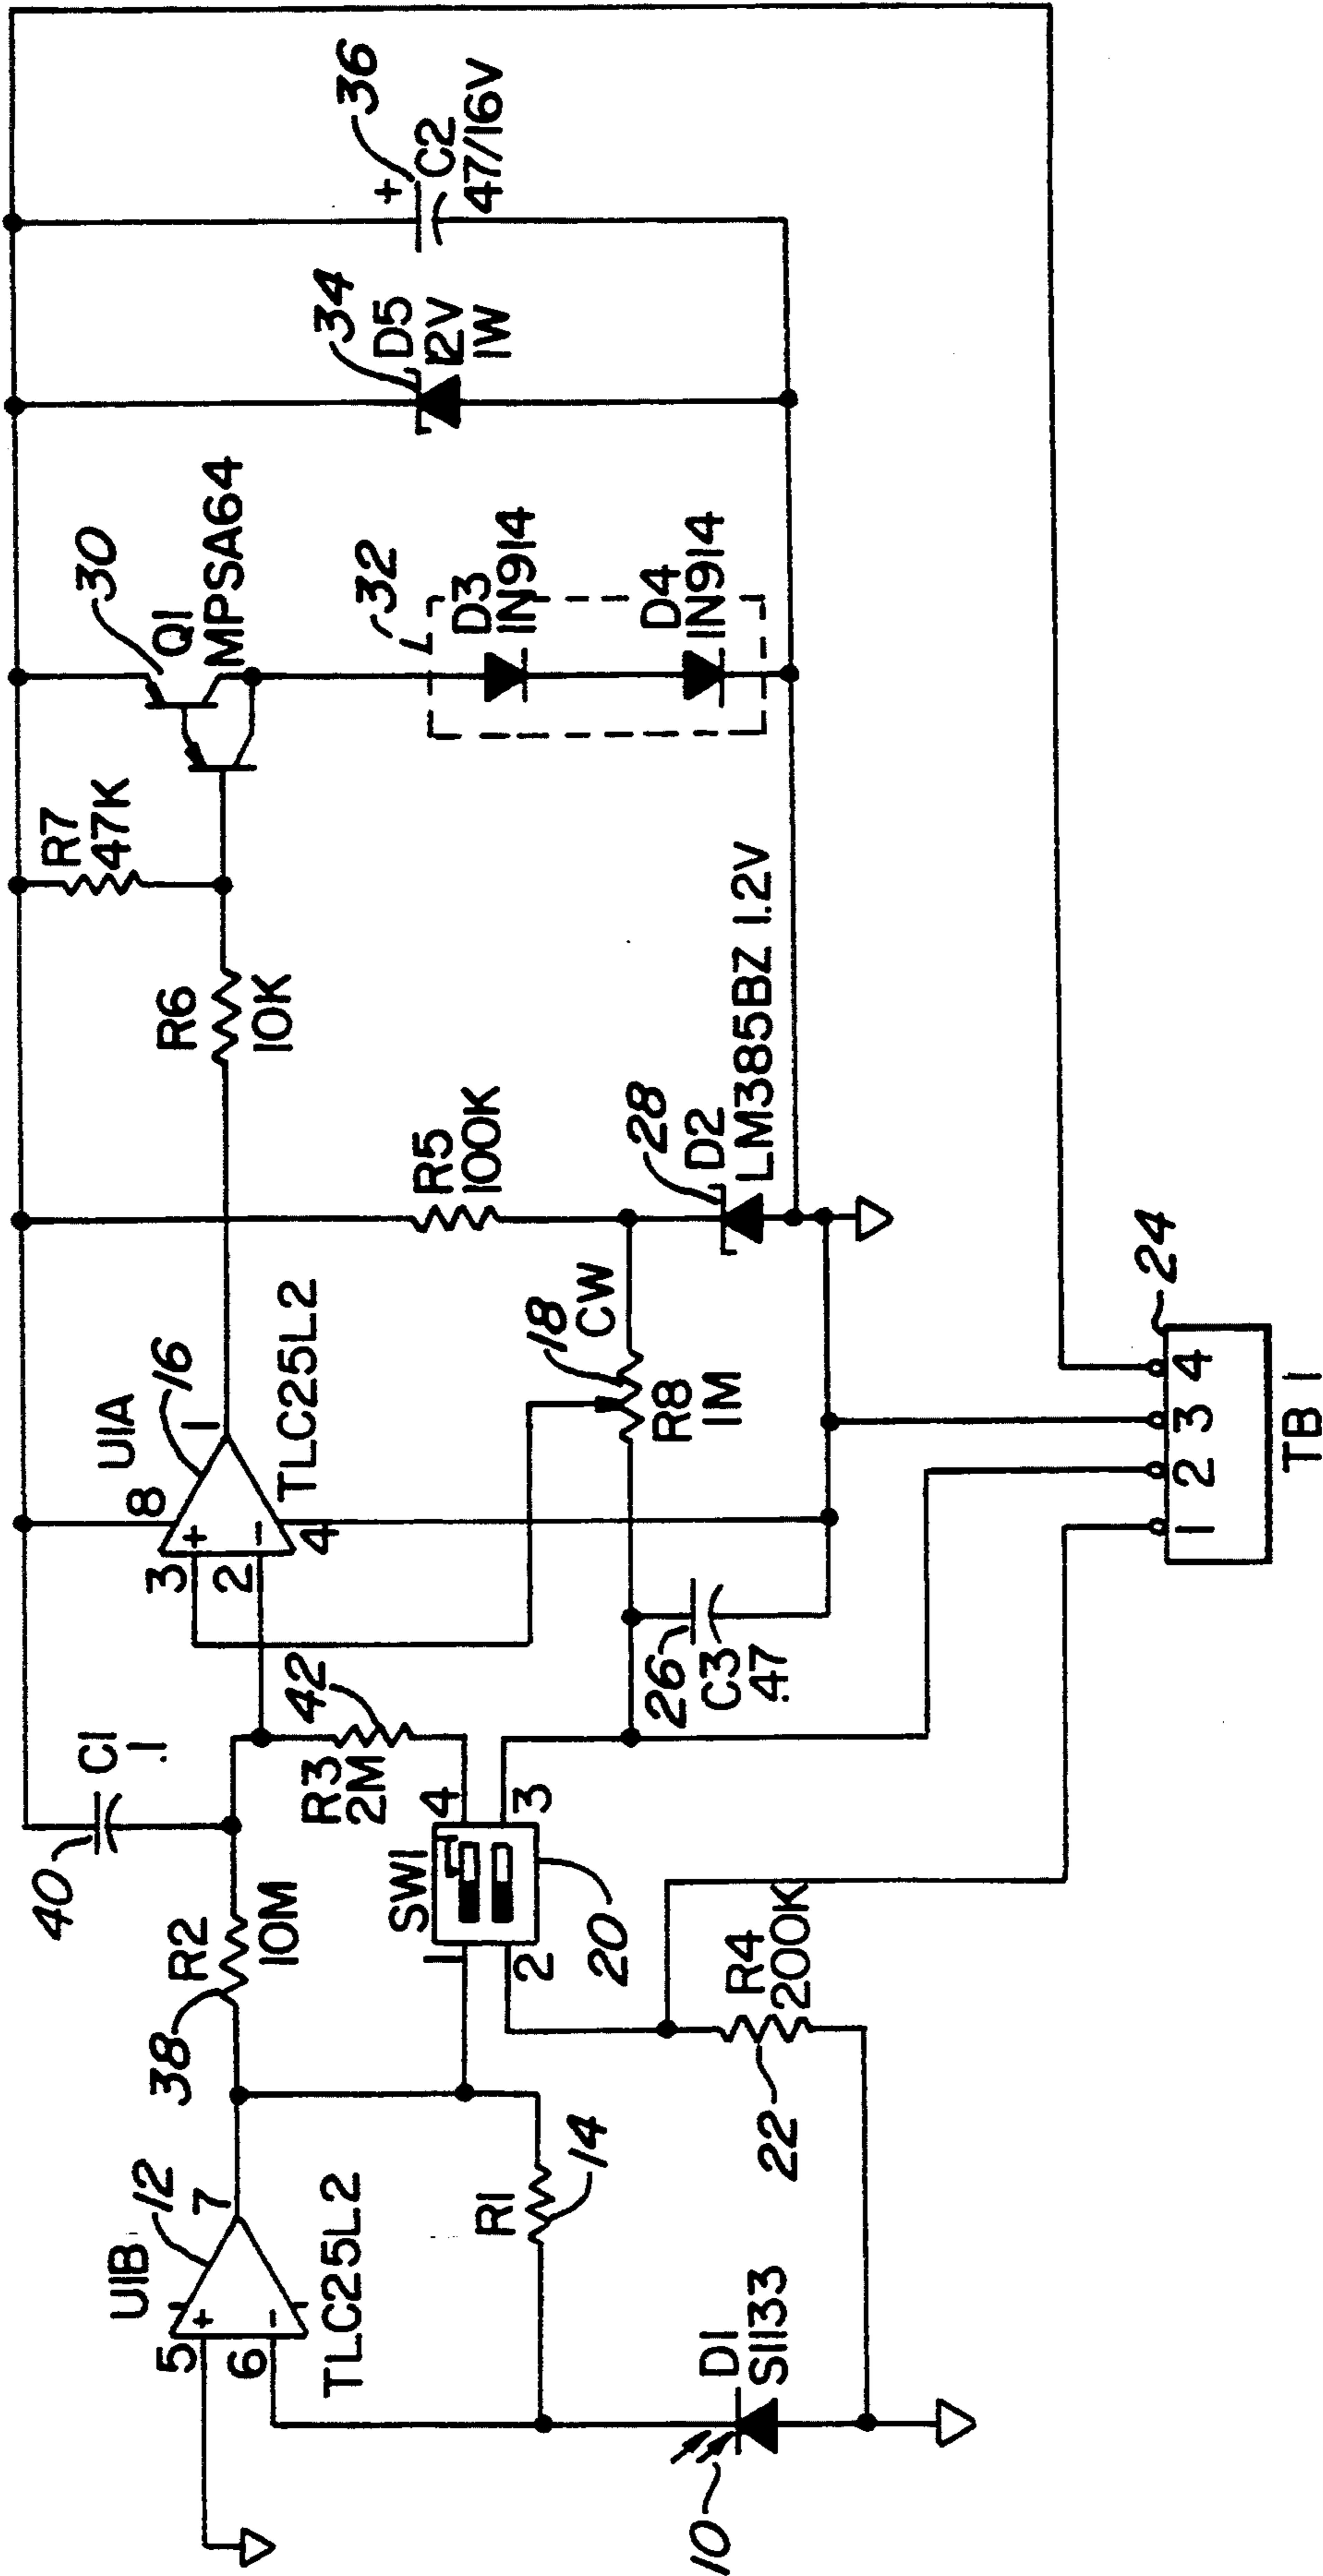 40
C1
.1
38
R2
10M
U1B
12
5
6
7
TLC25L2
R1
14
10
D1
S1133
SW1
1
2
4
3
20
R3
2M
42
22
R4
200K
U1A
16
8
3
2
4
1
TLC25L2
18
CW
R8
1M
26
C3
.47
R5
100K
28
D2
LM385BZ 1.2V
R6
10K
R7
47K
30
Q1
MPSA64
32
D3
IN914
D4
IN914
34
D5
12V
1W
36
+
C2
47/16V
24
1 2 3 4
TB 1